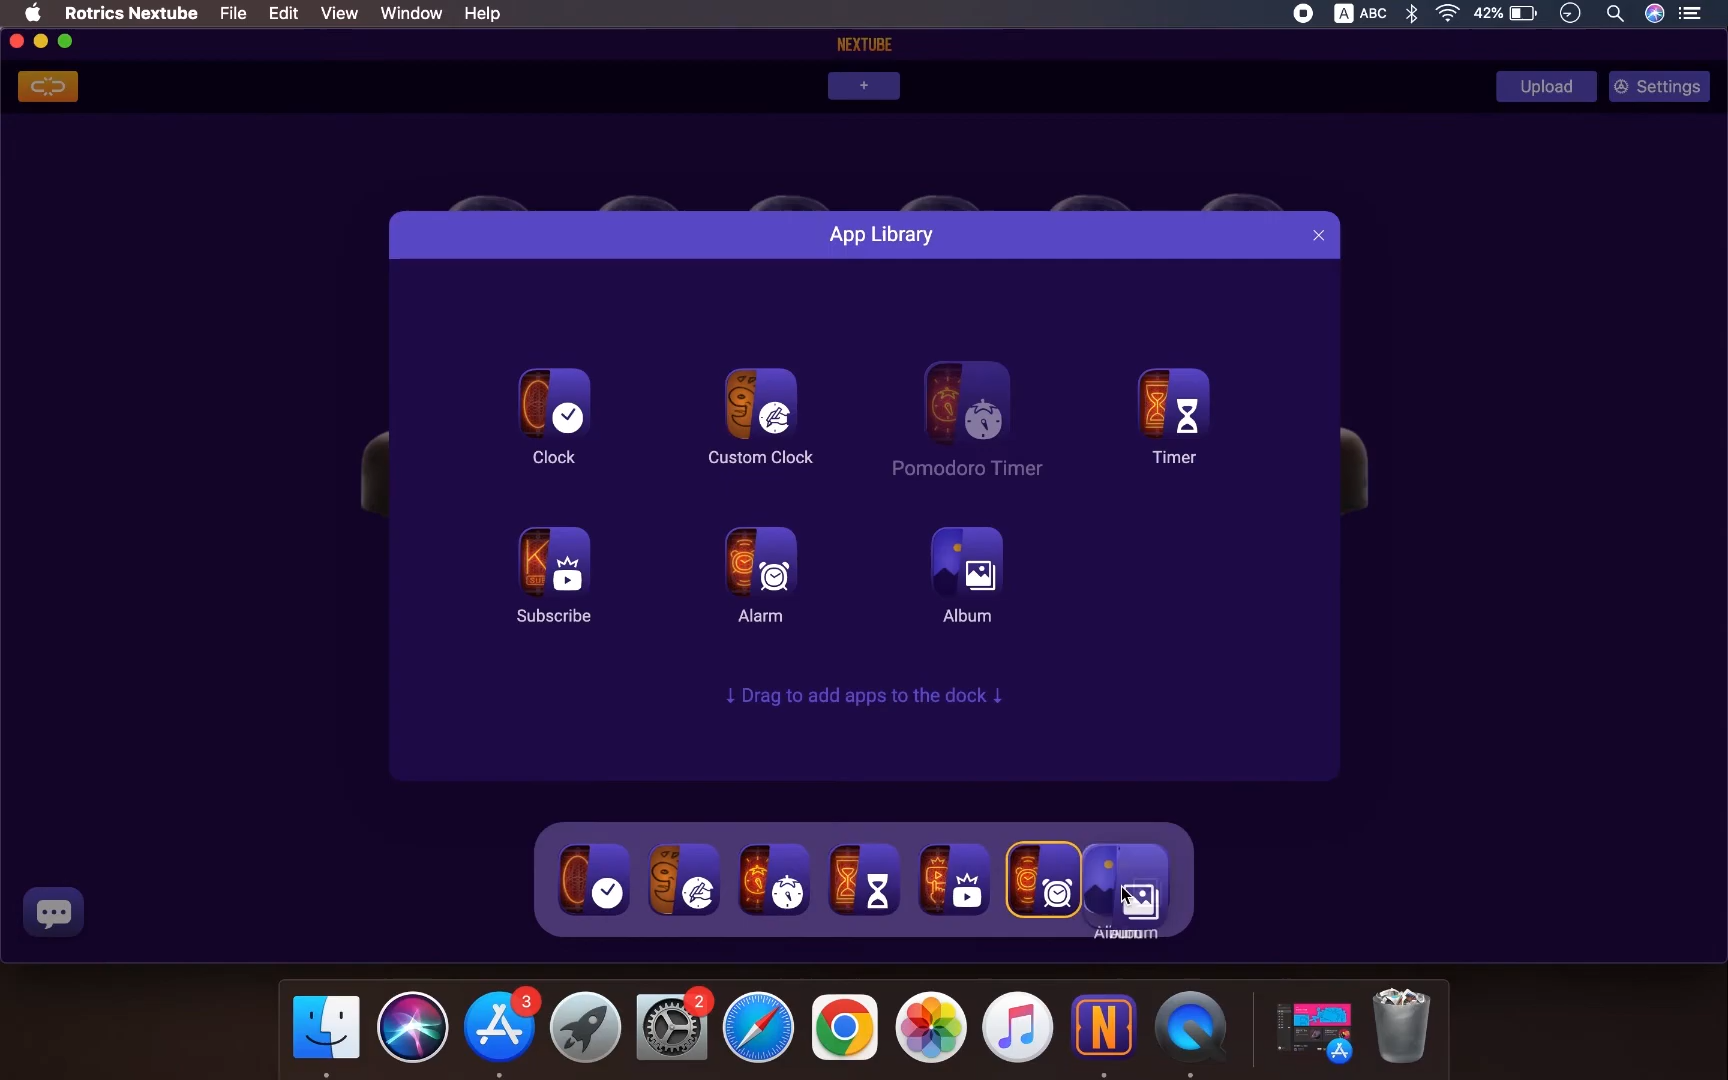 Rotrics Nextube File Edit View Window Help A ABC 42%
NEXTUBE
+ Upload Settings
App Library
Clock Custom Clock Pomodoro Timer Timer
Subscribe Alarm Album
↓ Drag to add apps to the dock ↓
3 2
N